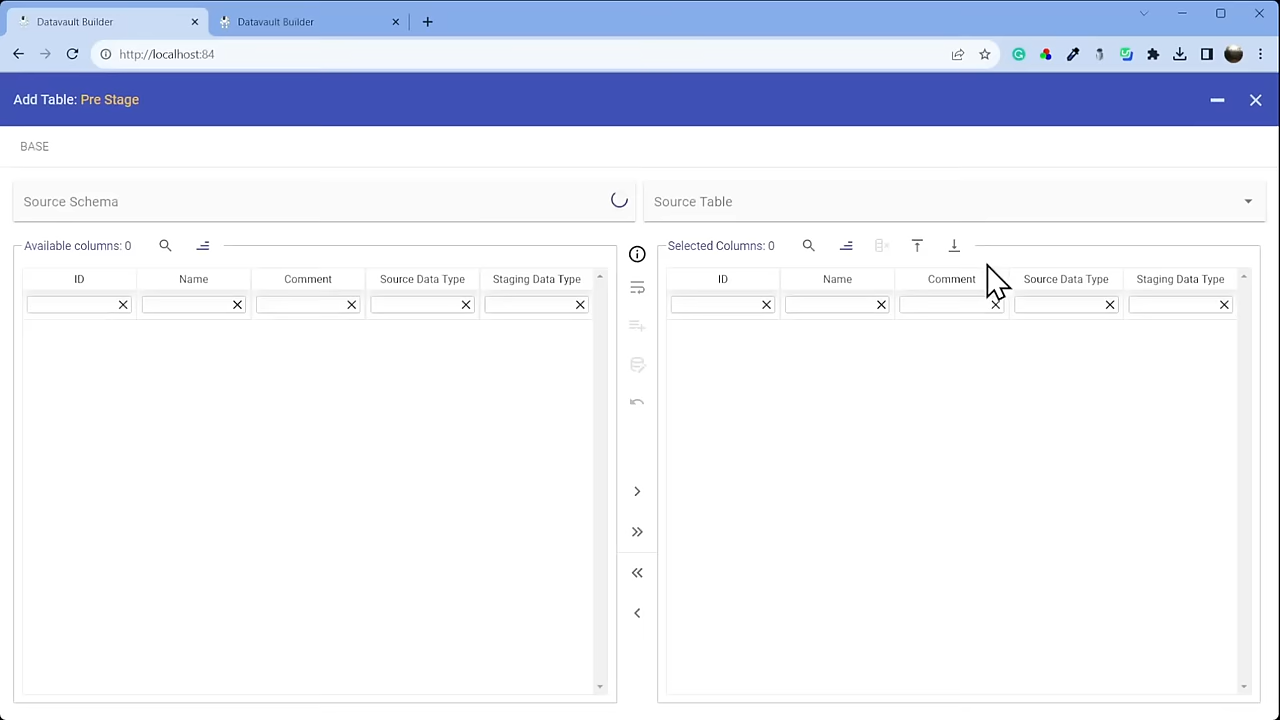 Datavault Builder
Datavault Builder
http://localhost:84
Add Table: Pre Stage
BASE
Source Schema
Source Table
Available columns: 0
Selected Columns: 0
ID Name Comment Source Data Type Staging Data Type
ID Name Comment Source Data Type Staging Data Type